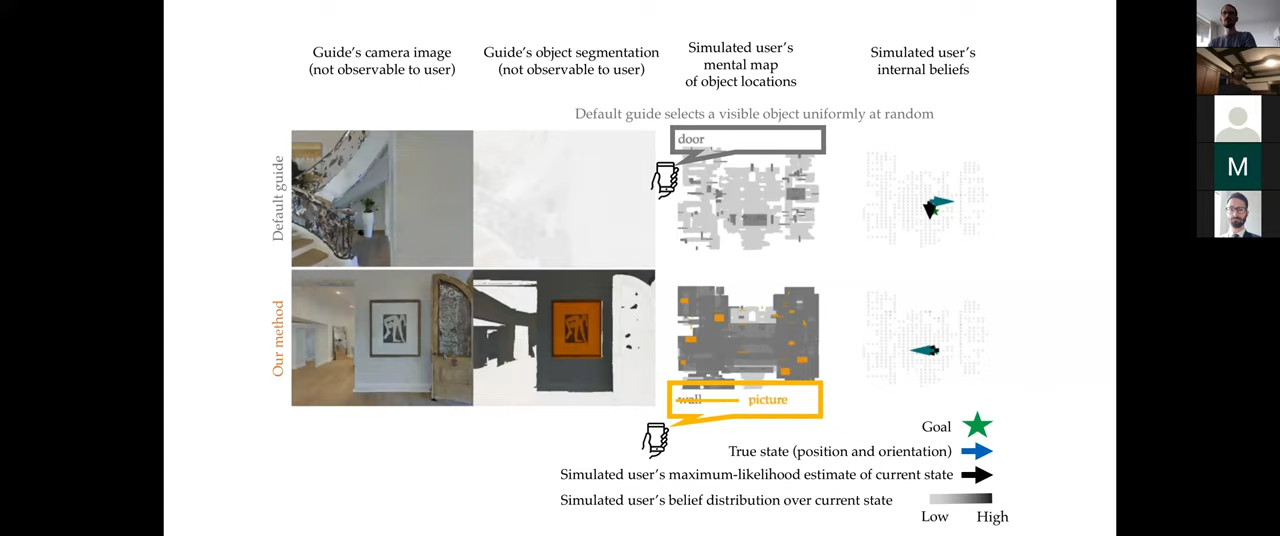 Guide's camera image
(not observable to user)
Guide's object segmentation
(not observable to user)
Simulated user's
mental map
of object locations
Simulated user's
internal beliefs
Default guide selects a visible object uniformly at random
Default guide
door
Our method
wall picture
Goal
True state (position and orientation)
Simulated user's maximum-likelihood estimate of current state
Simulated user's belief distribution over current state
Low High
M